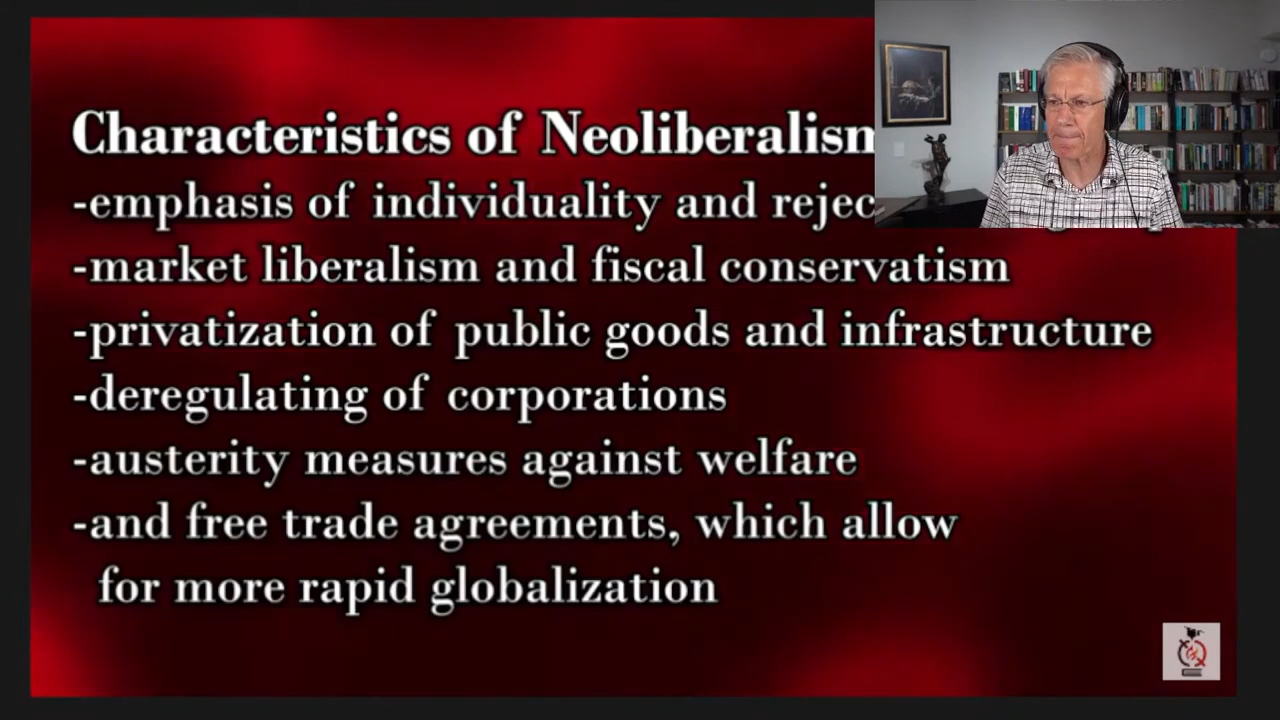 Characteristics of Neoliberalism
-emphasis of individuality and
-market liberalism and fiscal conservatism
-privatization of public goods and infrastructure
-deregulating of corporations
-austerity measures against welfare
-and free trade agreements, which allow
for more rapid globalization